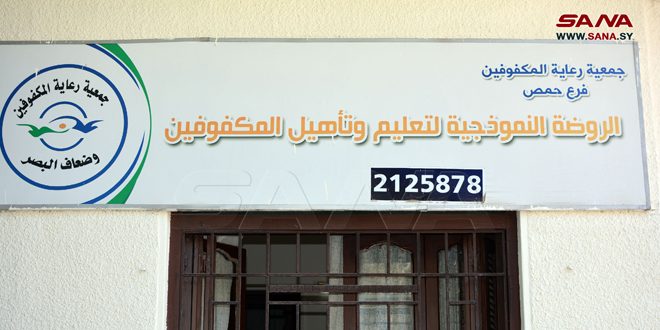 SANA
WWW.SANA.SY
جمعية رعاية المكفوفين
فرع حمص
الروضة النموذجية لتعليم وتأهيل المكفوفين
2125878
جمعية رعاية المكفوفين
وضعاف البصر
SANA